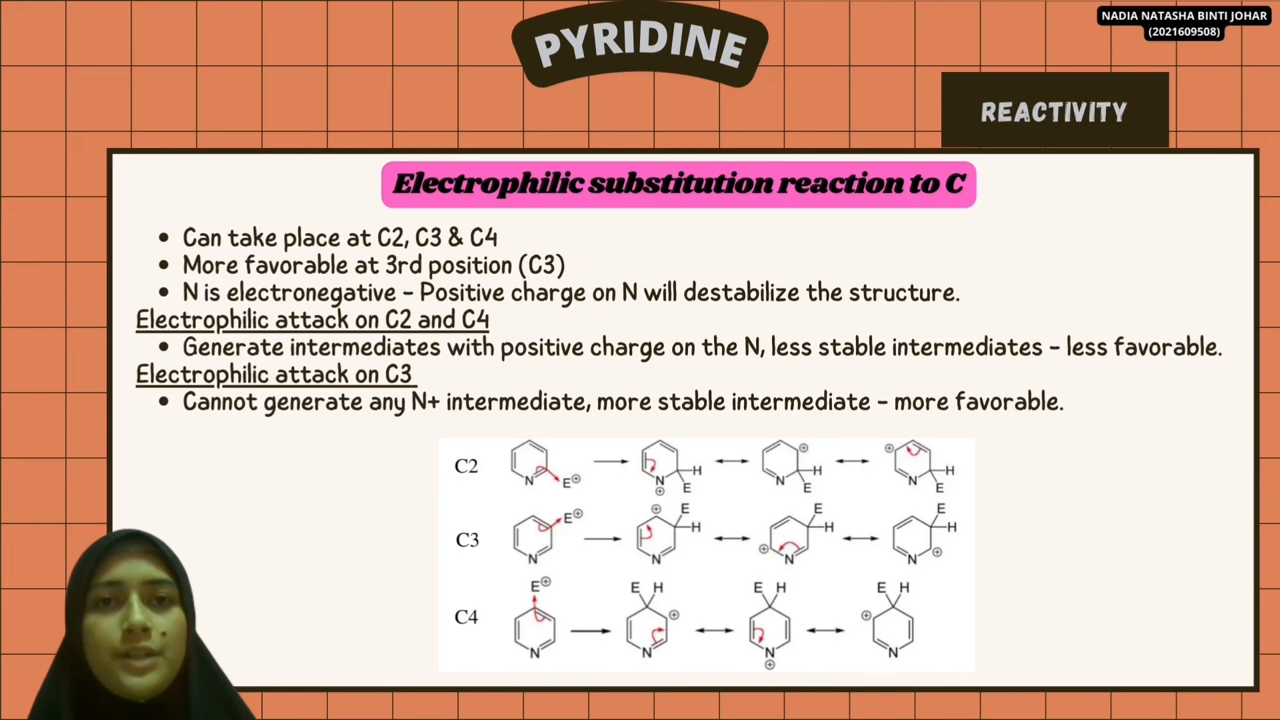 PYRIDINE
NADIA NATASHA BINTI JOHAR
(2021609508)
REACTIVITY
Electrophilic substitution reaction to C
• Can take place at C2, C3 & C4
• More favorable at 3rd position (C3)
• N is electronegative – Positive charge on N will destabilize the structure.
Electrophilic attack on C2 and C4
• Generate intermediates with positive charge on the N, less stable intermediates – less favorable.
Electrophilic attack on C3
• Cannot generate any N+ intermediate, more stable intermediate – more favorable.
C2 N E⊕ N ⊕ H E ⊕ N H E ⊕ N H E
C3 N E⊕ ⊕ E H N ⊕ E H N E H ⊕ N
C4 E⊕ N E H ⊕ N E H N ⊕ E H ⊕ N